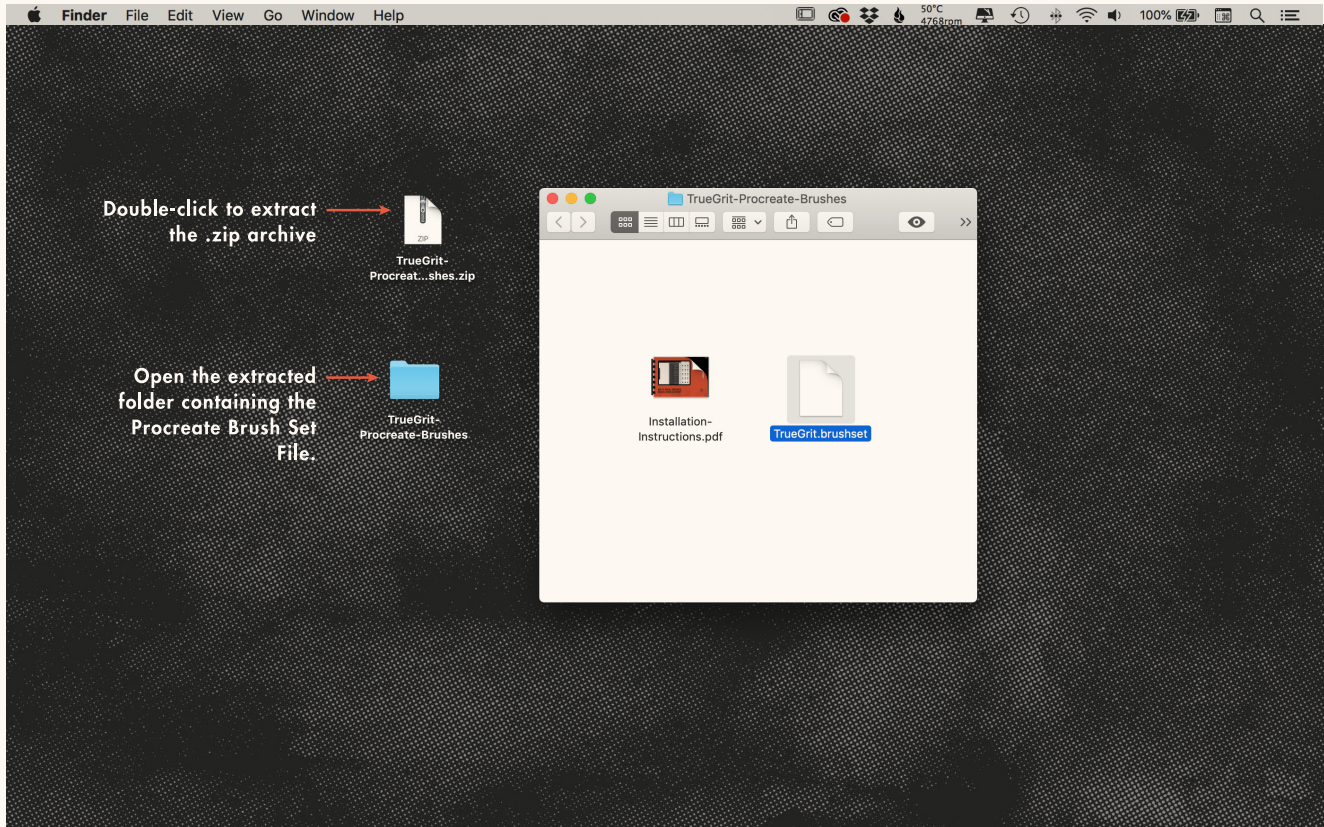 Finder File Edit View Go Window Help
50°C
4768rpm
100%
Double-click to extract
the .zip archive
ZIP
TrueGrit-
Procreat...shes.zip
Open the extracted
folder containing the
Procreate Brush Set
File.
TrueGrit-
Procreate-Brushes
TrueGrit-Procreate-Brushes
Installation-
Instructions.pdf
TrueGrit.brushset